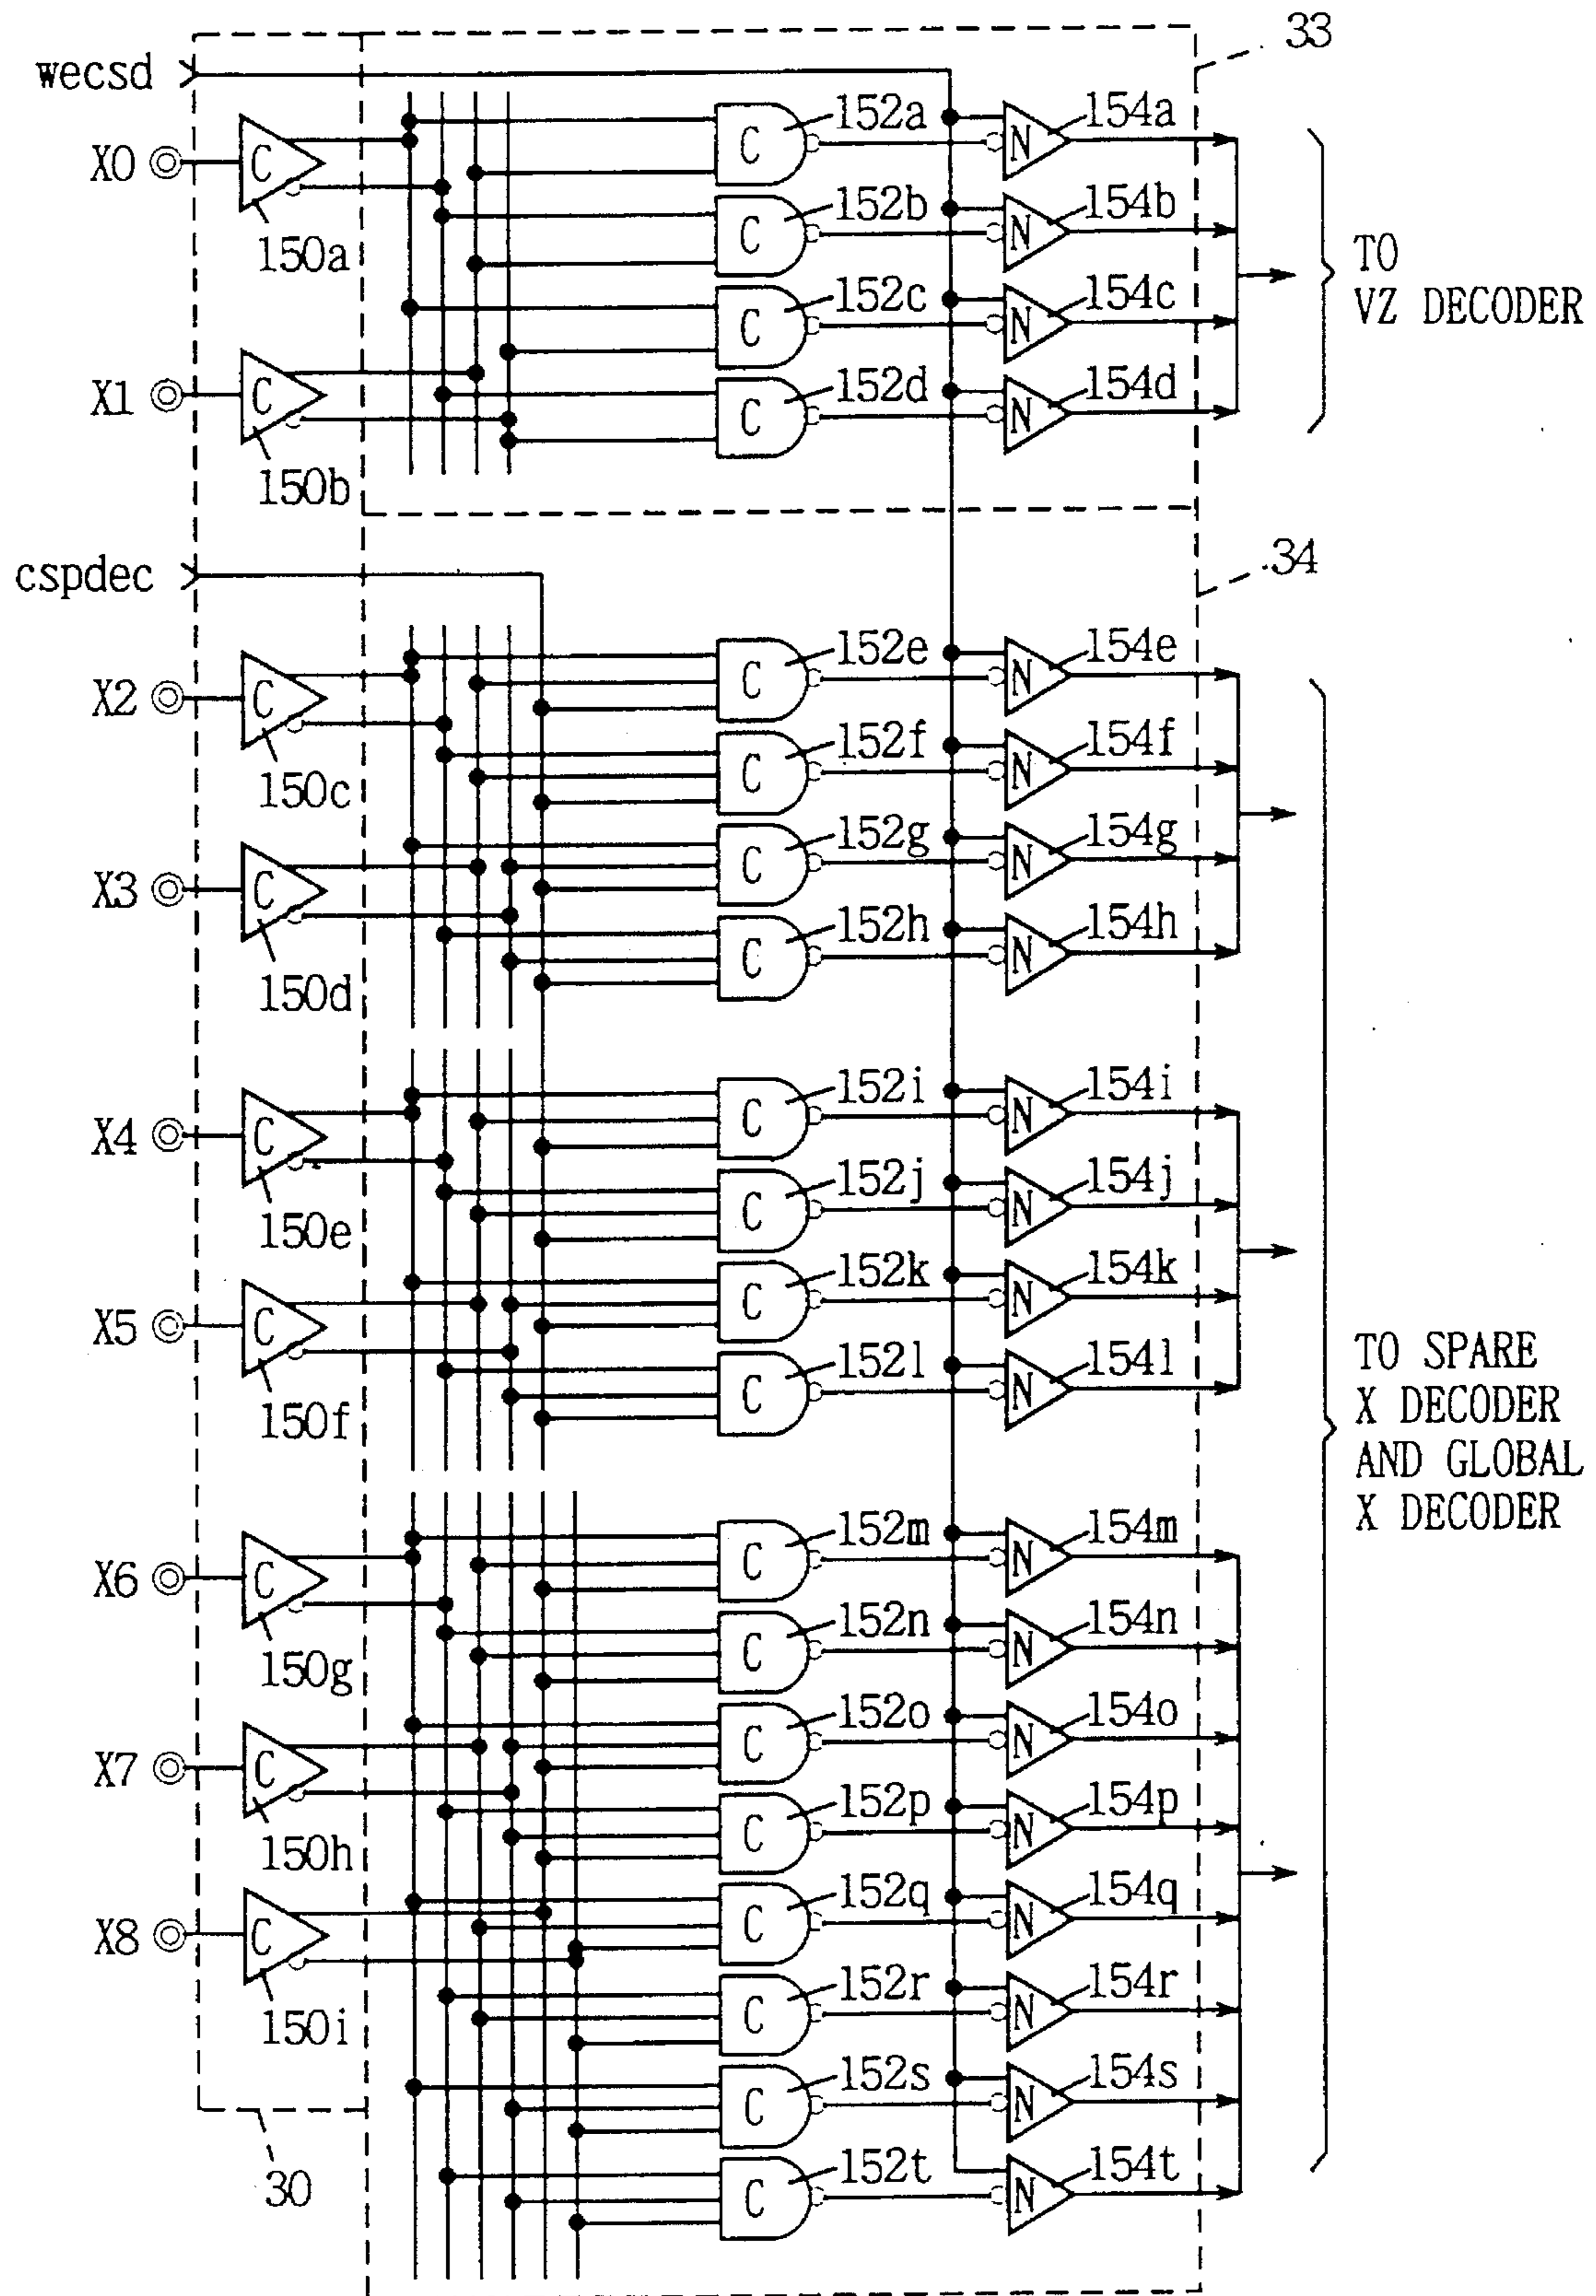 33
wecsd
C 152a N 154a
X0 C
150a
C 152b N 154b
TO
VZ DECODER
C 152c N 154c
X1 C
150b
C 152d N 154d
cspdec
34
C 152e N 154e
X2 C
150c
C 152f N 154f
C 152g N 154g
X3 C
150d
C 152h N 154h
C 152i N 154i
X4 C
150e
C 152j N 154j
C 152k N 154k
X5 C
150f
C 152l N 154l
TO SPARE
X DECODER
AND GLOBAL
X DECODER
C 152m N 154m
X6 C
150g
C 152n N 154n
C 152o N 154o
X7 C
150h
C 152p N 154p
C 152q N 154q
X8 C
150i
C 152r N 154r
C 152s N 154s
30
C 152t N 154t